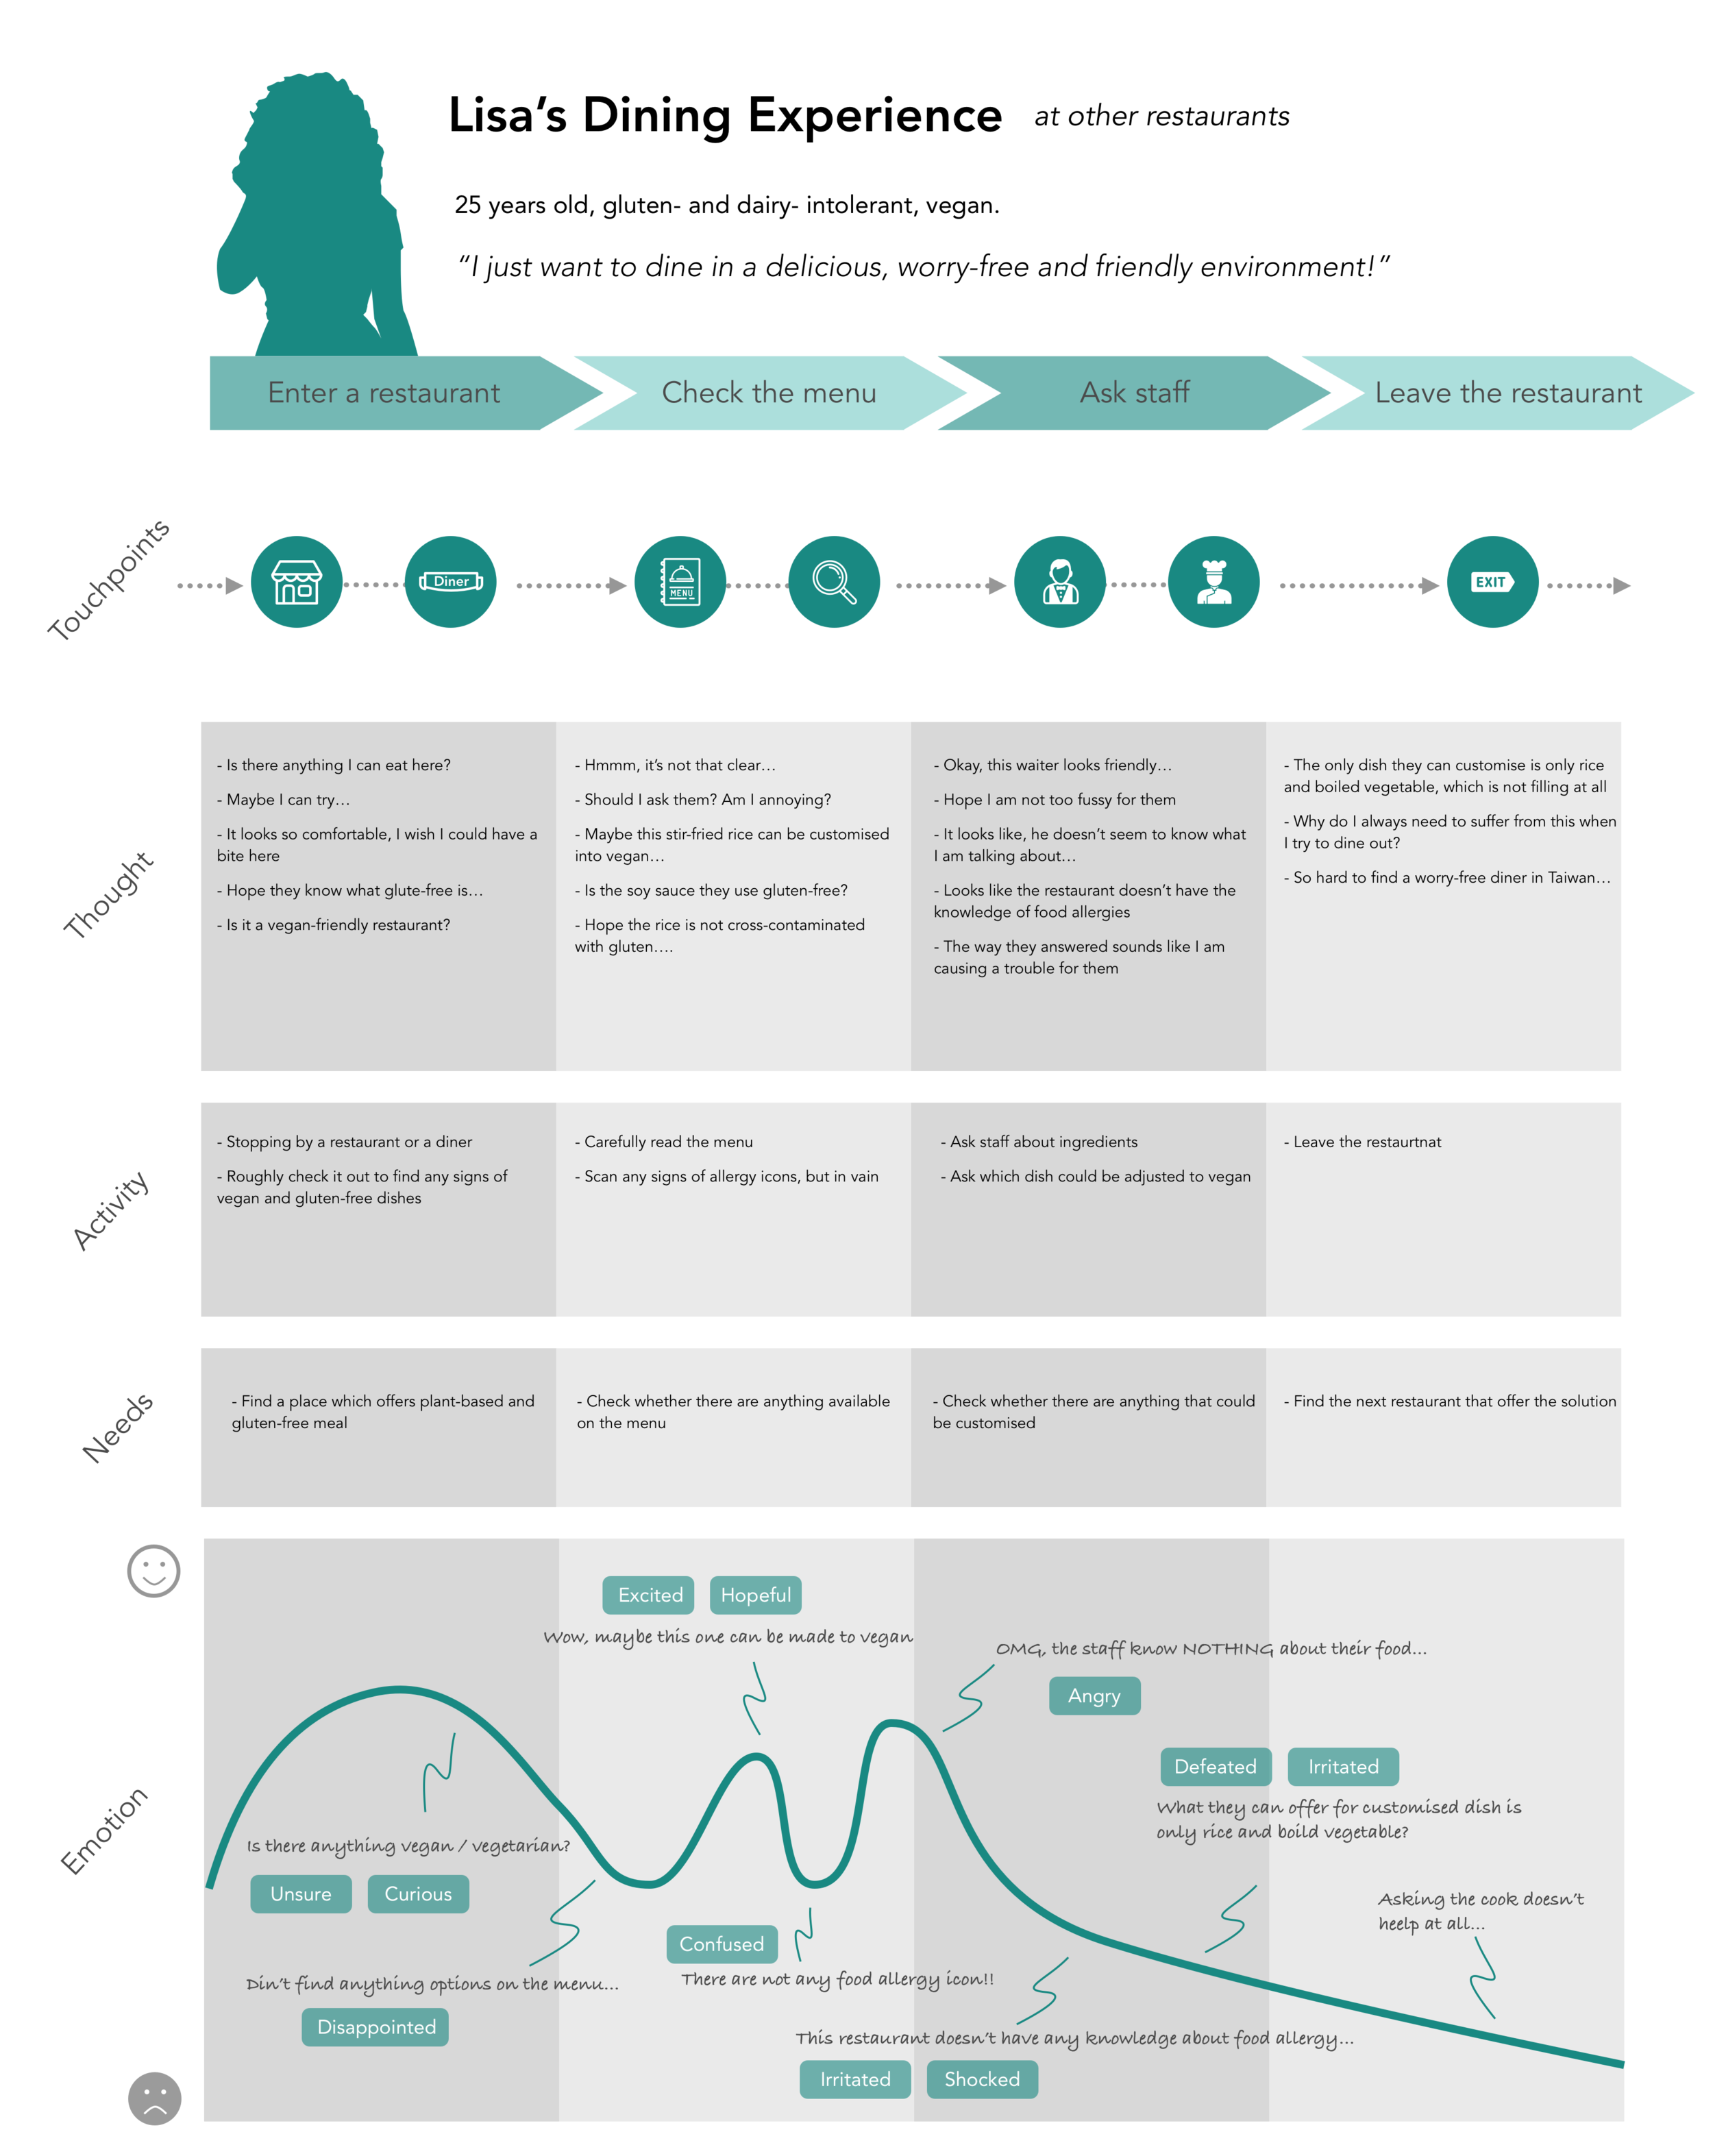 Lisa’s Dining Experience at other restaurants
25 years old, gluten- and dairy- intolerant, vegan.
“I just want to dine in a delicious, worry-free and friendly environment!”
Enter a restaurant
Check the menu
Ask staff
Leave the restaurant
Touchpoints
Diner
MENU
EXIT
Thought
- Is there anything I can eat here?
- Maybe I can try…
- It looks so comfortable, I wish I could have a
bite here
- Hope they know what glute-free is…
- Is it a vegan-friendly restaurant?
- Hmmm, it’s not that clear…
- Should I ask them? Am I annoying?
- Maybe this stir-fried rice can be customised
into vegan…
- Is the soy sauce they use gluten-free?
- Hope the rice is not cross-contaminated
with gluten….
- Okay, this waiter looks friendly…
- Hope I am not too fussy for them
- It looks like, he doesn’t seem to know what
I am talking about…
- Looks like the restaurant doesn’t have the
knowledge of food allergies
- The way they answered sounds like I am
causing a trouble for them
- The only dish they can customise is only rice
and boiled vegetable, which is not filling at all
- Why do I always need to suffer from this when
I try to dine out?
- So hard to find a worry-free diner in Taiwan…
Activity
- Stopping by a restaurant or a diner
- Roughly check it out to find any signs of
vegan and gluten-free dishes
- Carefully read the menu
- Scan any signs of allergy icons, but in vain
- Ask staff about ingredients
- Ask which dish could be adjusted to vegan
- Leave the restaurtnat
Needs
- Find a place which offers plant-based and
gluten-free meal
- Check whether there are anything available
on the menu
- Check whether there are anything that could
be customised
- Find the next restaurant that offer the solution
Emotion
Is there anything vegan / vegetarian?
Unsure
Curious
Din’t find anything options on the menu…
Disappointed
Excited
Hopeful
Wow, maybe this one can be made to vegan
Confused
There are not any food allergy icon!!
OMG, the staff know NOTHING about their food…
Angry
This restaurant doesn’t have any knowledge about food allergy…
Irritated
Shocked
Defeated
Irritated
What they can offer for customised dish is
only rice and boild vegetable?
Asking the cook doesn’t
heelp at all…